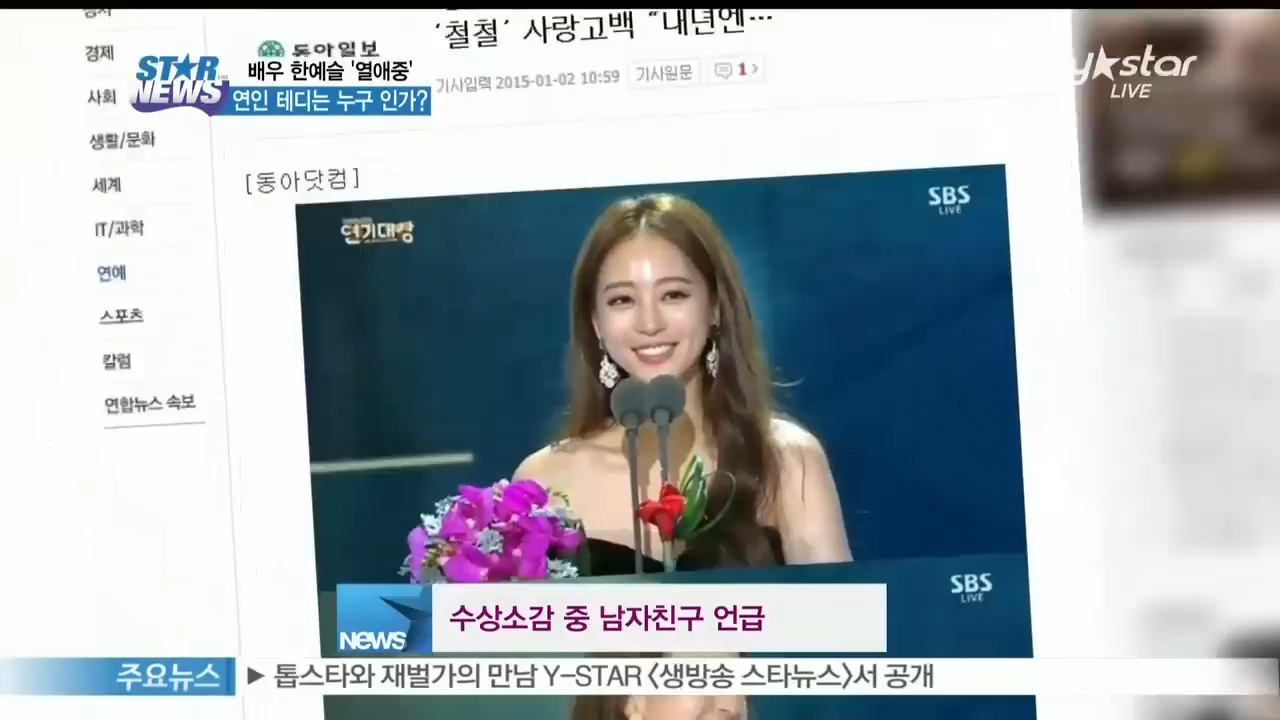 '철철' 사랑고백 "내년엔…
경제
동아일보
STAR NEWS
배우 한예슬 '열애중'
연인 테디는 누구 인가?
기사입력 2015-01-02 10:59
기사원문
1
y★star
LIVE
사회
생활/문화
세계
IT/과학
연예
스포츠
칼럼
연합뉴스 속보
[동아닷컴]
연기대상
SBS
LIVE
SBS
LIVE
NEWS
수상소감 중 남자친구 언급
주요뉴스
▶ 톱스타와 재벌가의 만남 Y-STAR 〈생방송 스타뉴스〉서 공개